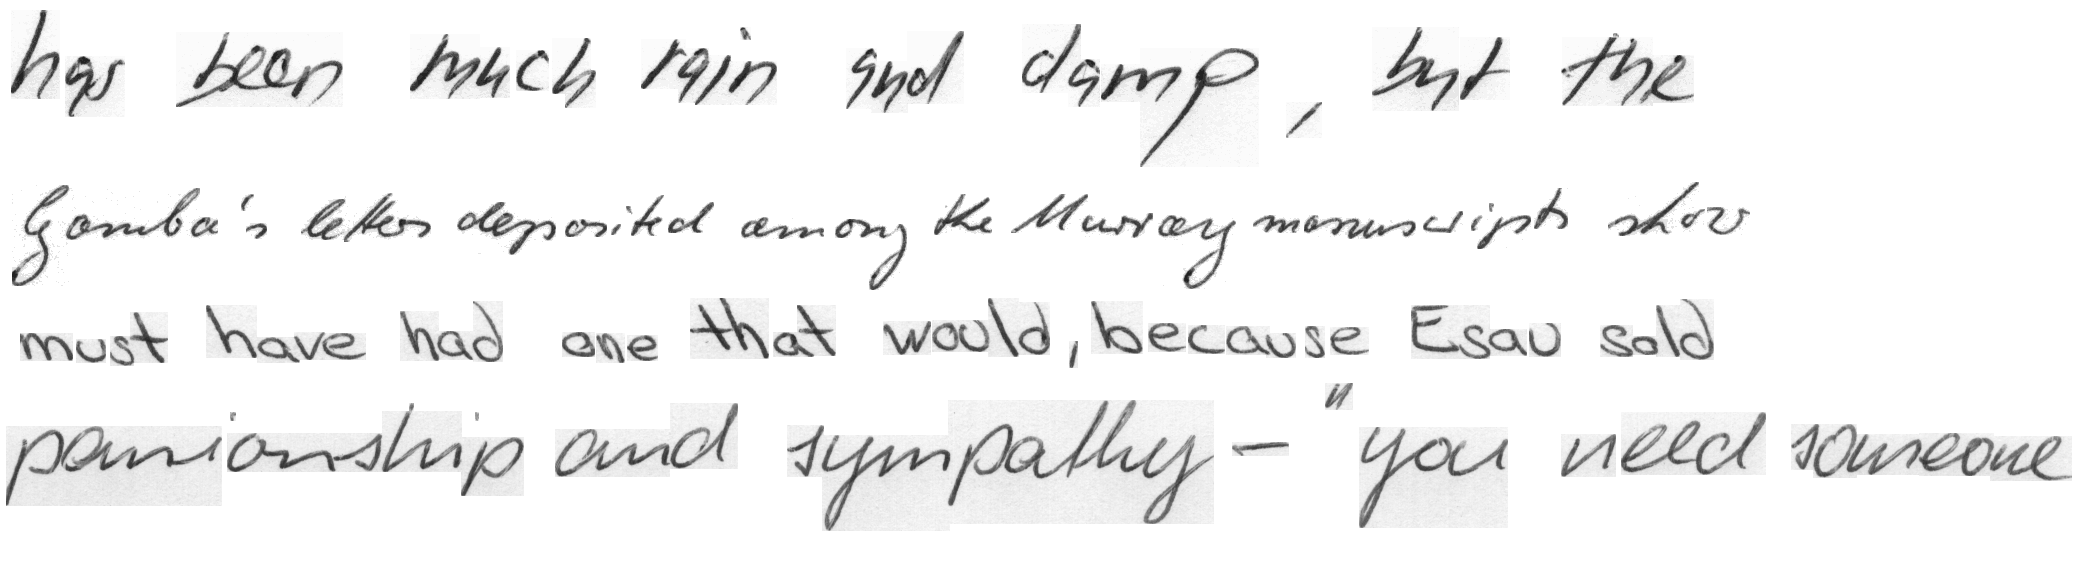 has been much rain and damp, but the
Gamba's letters deposited among the Murray manuscripts show
must have had one that would, because Esau sold
panionship and sympathy - "you need someone